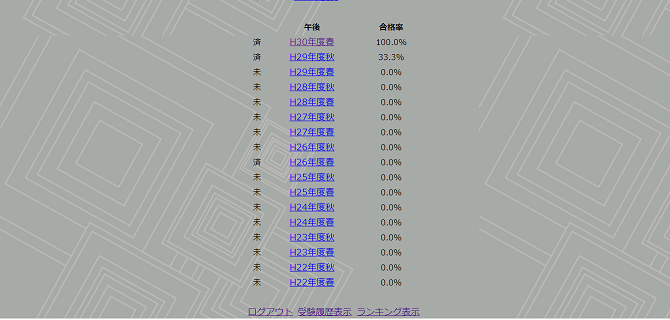 午後 合格率
済 H30年度春 100.0%
済 H29年度秋 33.3%
未 H29年度春 0.0%
未 H28年度秋 0.0%
未 H28年度春 0.0%
未 H27年度秋 0.0%
未 H27年度春 0.0%
未 H26年度秋 0.0%
済 H26年度春 0.0%
未 H25年度秋 0.0%
未 H25年度春 0.0%
未 H24年度秋 0.0%
未 H24年度春 0.0%
未 H23年度秋 0.0%
未 H23年度春 0.0%
未 H22年度秋 0.0%
未 H22年度春 0.0%
ログアウト 受験履歴表示 ランキング表示